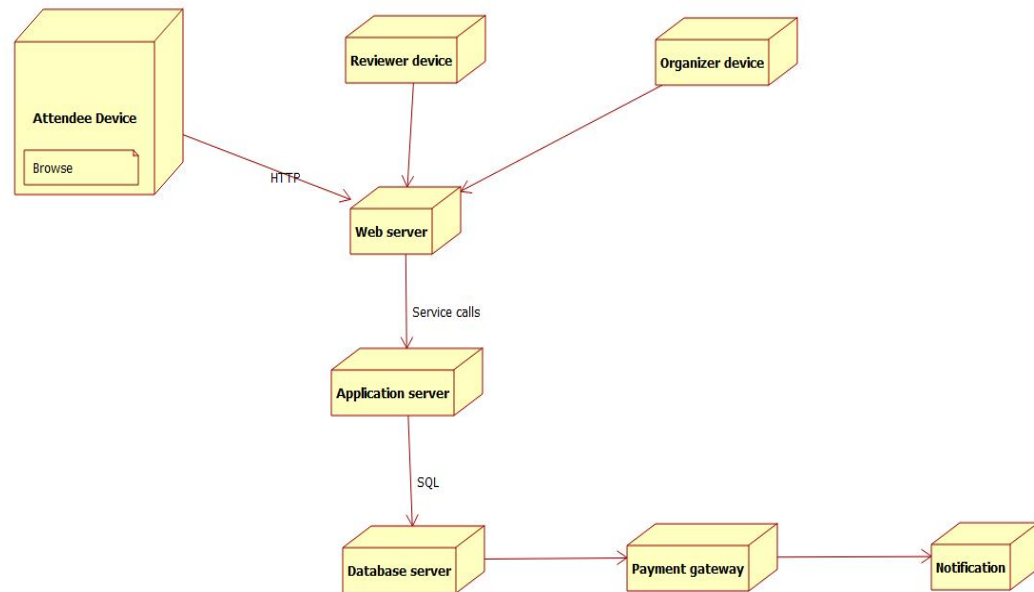 Reviewer device
Organizer device
Attendee Device
Browse
HTTP
Web server
Service calls
Application server
SQL
Database server
Payment gateway
Notification